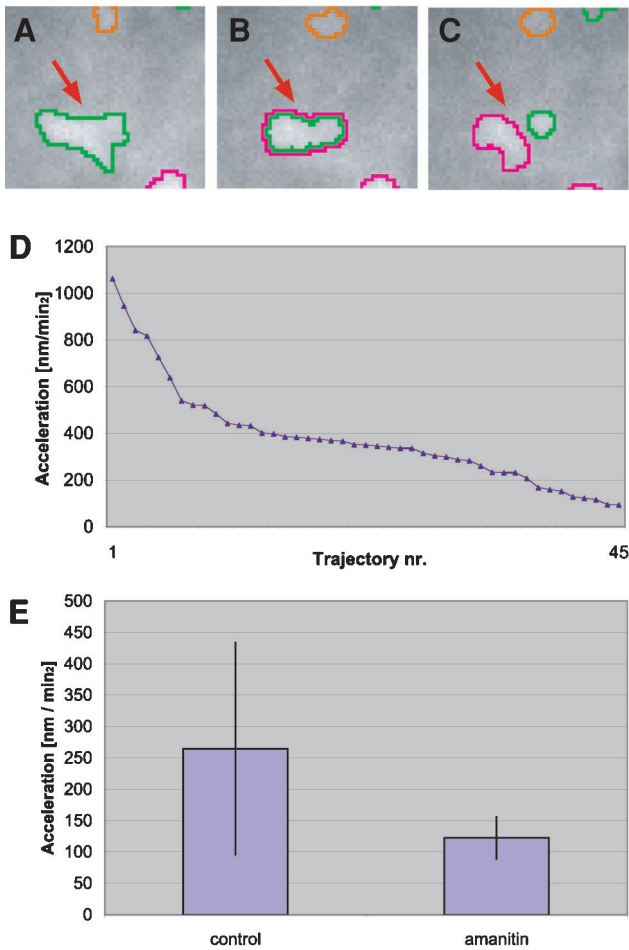 A
B
C
D
1200
1000
800
600
400
200
0
Acceleration [nm/min2]
1
45
Trajectory nr.
E
500
450
400
350
300
250
200
150
100
50
0
Acceleration [nm / min2]
control
amanitin